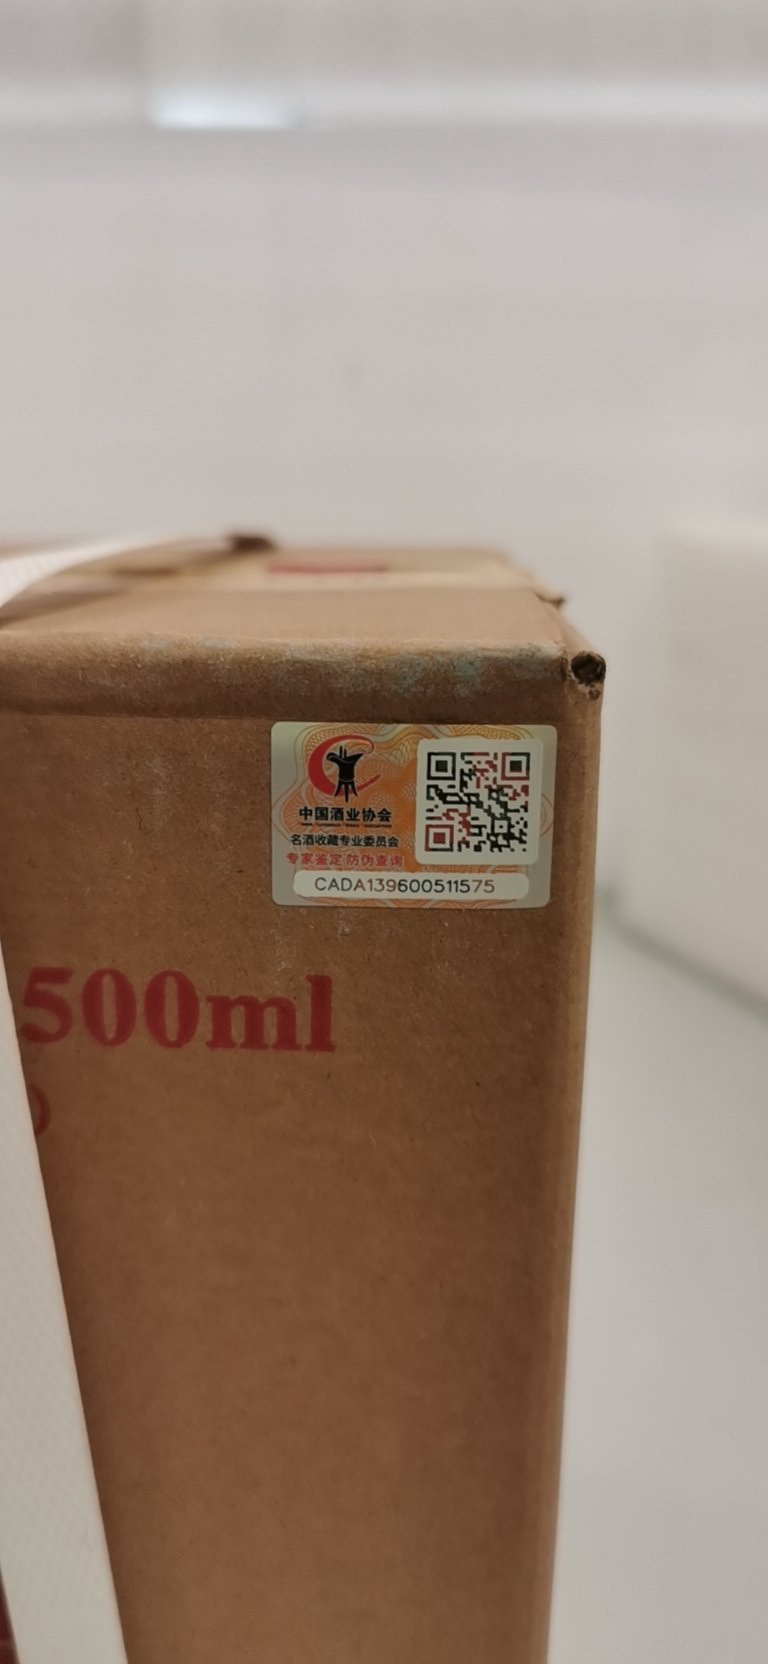 中国酒业协会
名酒收藏专业委员会
专家鉴定 防伪查询
CADA139600511575
500ml